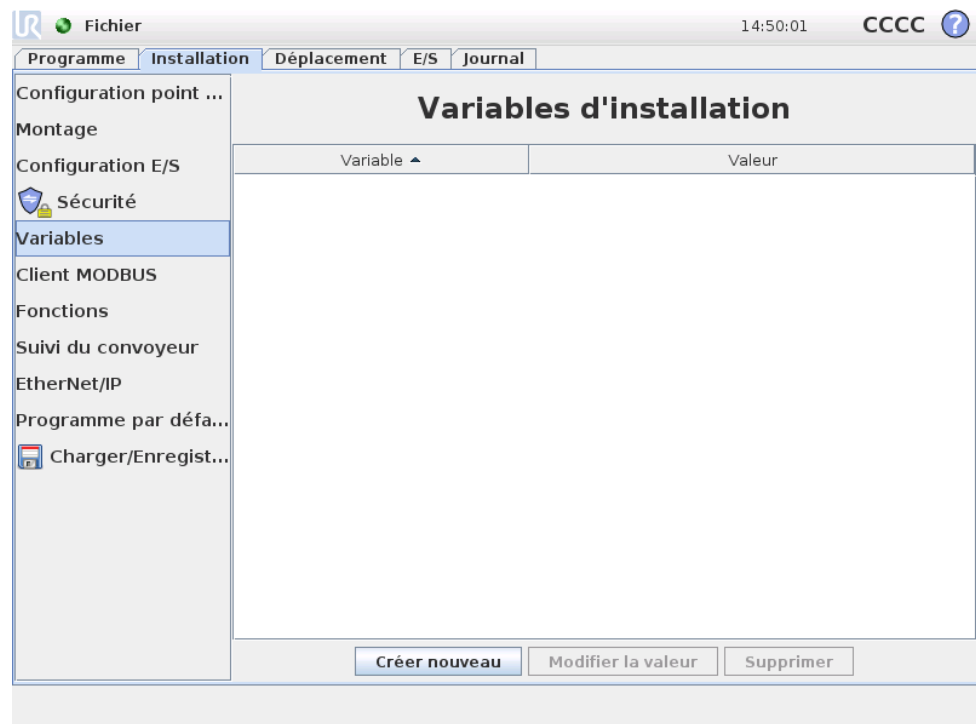 UR Fichier 14:50:01 CCCC ?
Programme Installation Déplacement E/S Journal
Configuration point ...
Variables d'installation
Montage
Variable Valeur
Configuration E/S
Sécurité
Variables
Client MODBUS
Fonctions
Suivi du convoyeur
EtherNet/IP
Programme par défa...
Charger/Enregist...
Créer nouveau Modifier la valeur Supprimer